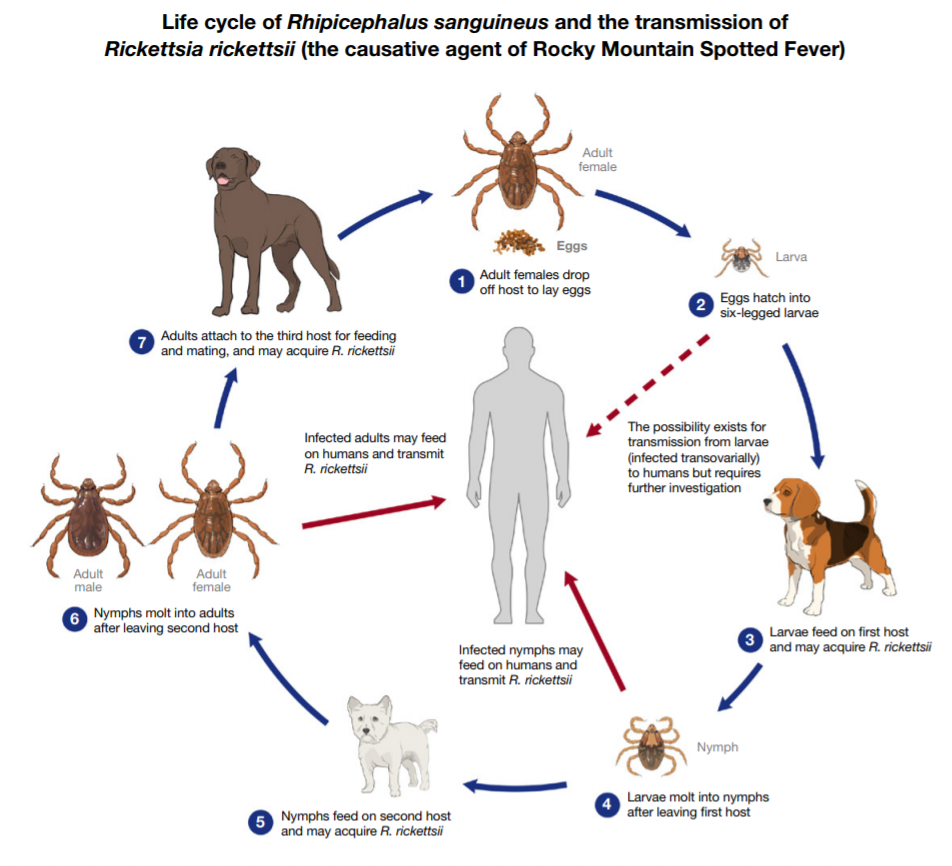 Life cycle of Rhipicephalus sanguineus and the transmission of
Rickettsia rickettsii (the causative agent of Rocky Mountain Spotted Fever)
Adult
female
Eggs
1 Adult females drop
off host to lay eggs
Larva
2 Eggs hatch into
six-legged larvae
The possibility exists for
transmission from larvae
(infected transovarially)
to humans but requires
further investigation
3 Larvae feed on first host
and may acquire R. rickettsii
Nymph
4 Larvae molt into nymphs
after leaving first host
Infected nymphs may
feed on humans and
transmit R. rickettsii
5 Nymphs feed on second host
and may acquire R. rickettsii
Adult
male
Adult
female
6 Nymphs molt into adults
after leaving second host
Infected adults may feed
on humans and transmit
R. rickettsii
7 Adults attach to the third host for feeding
and mating, and may acquire R. rickettsii